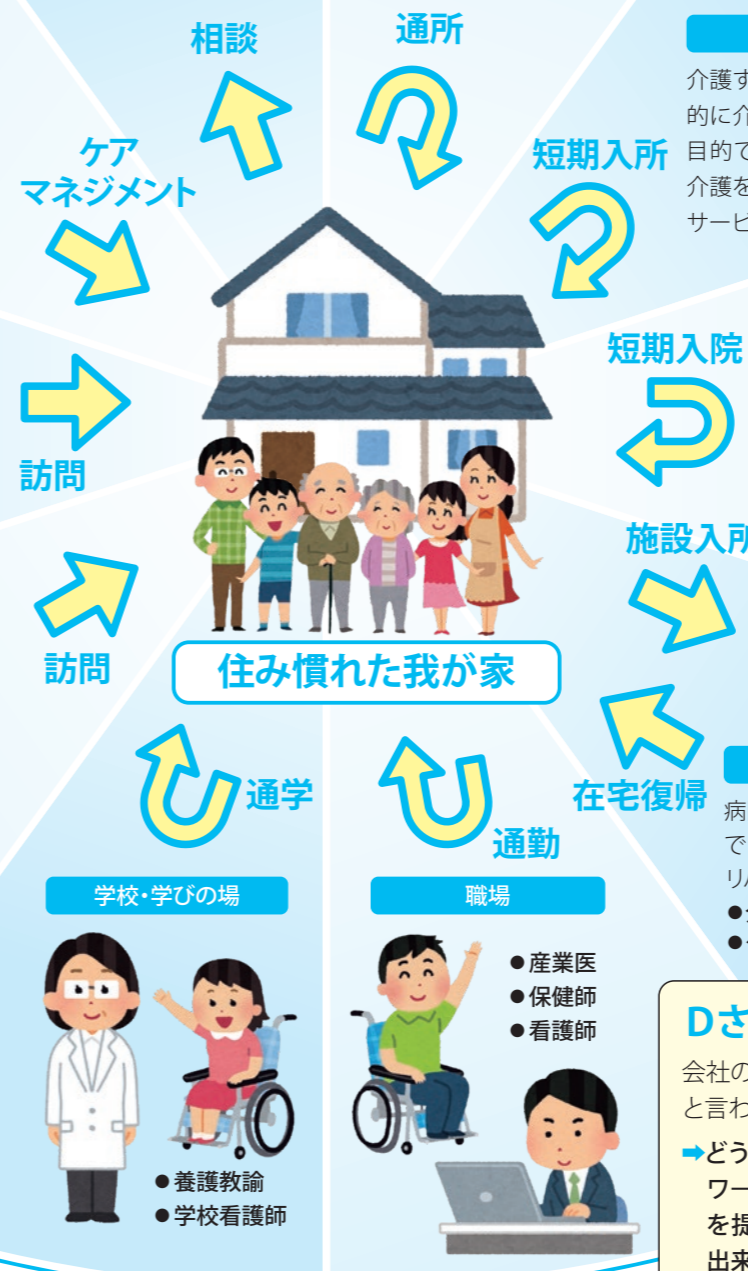 相談
通所
ケア
マネジメント
短期入所
介護す
的に介
目的で
介護を
サービ
短期入院
訪問
施設入所
訪問
住み慣れた我が家
在宅復帰
通学
通勤
病
で
リハ
学校・学びの場
職場
●産業医
●保健師
●看護師
●養護教諭
●学校看護師
Dさ
会社の
と言わ
➡どう
ワー
を提
出来